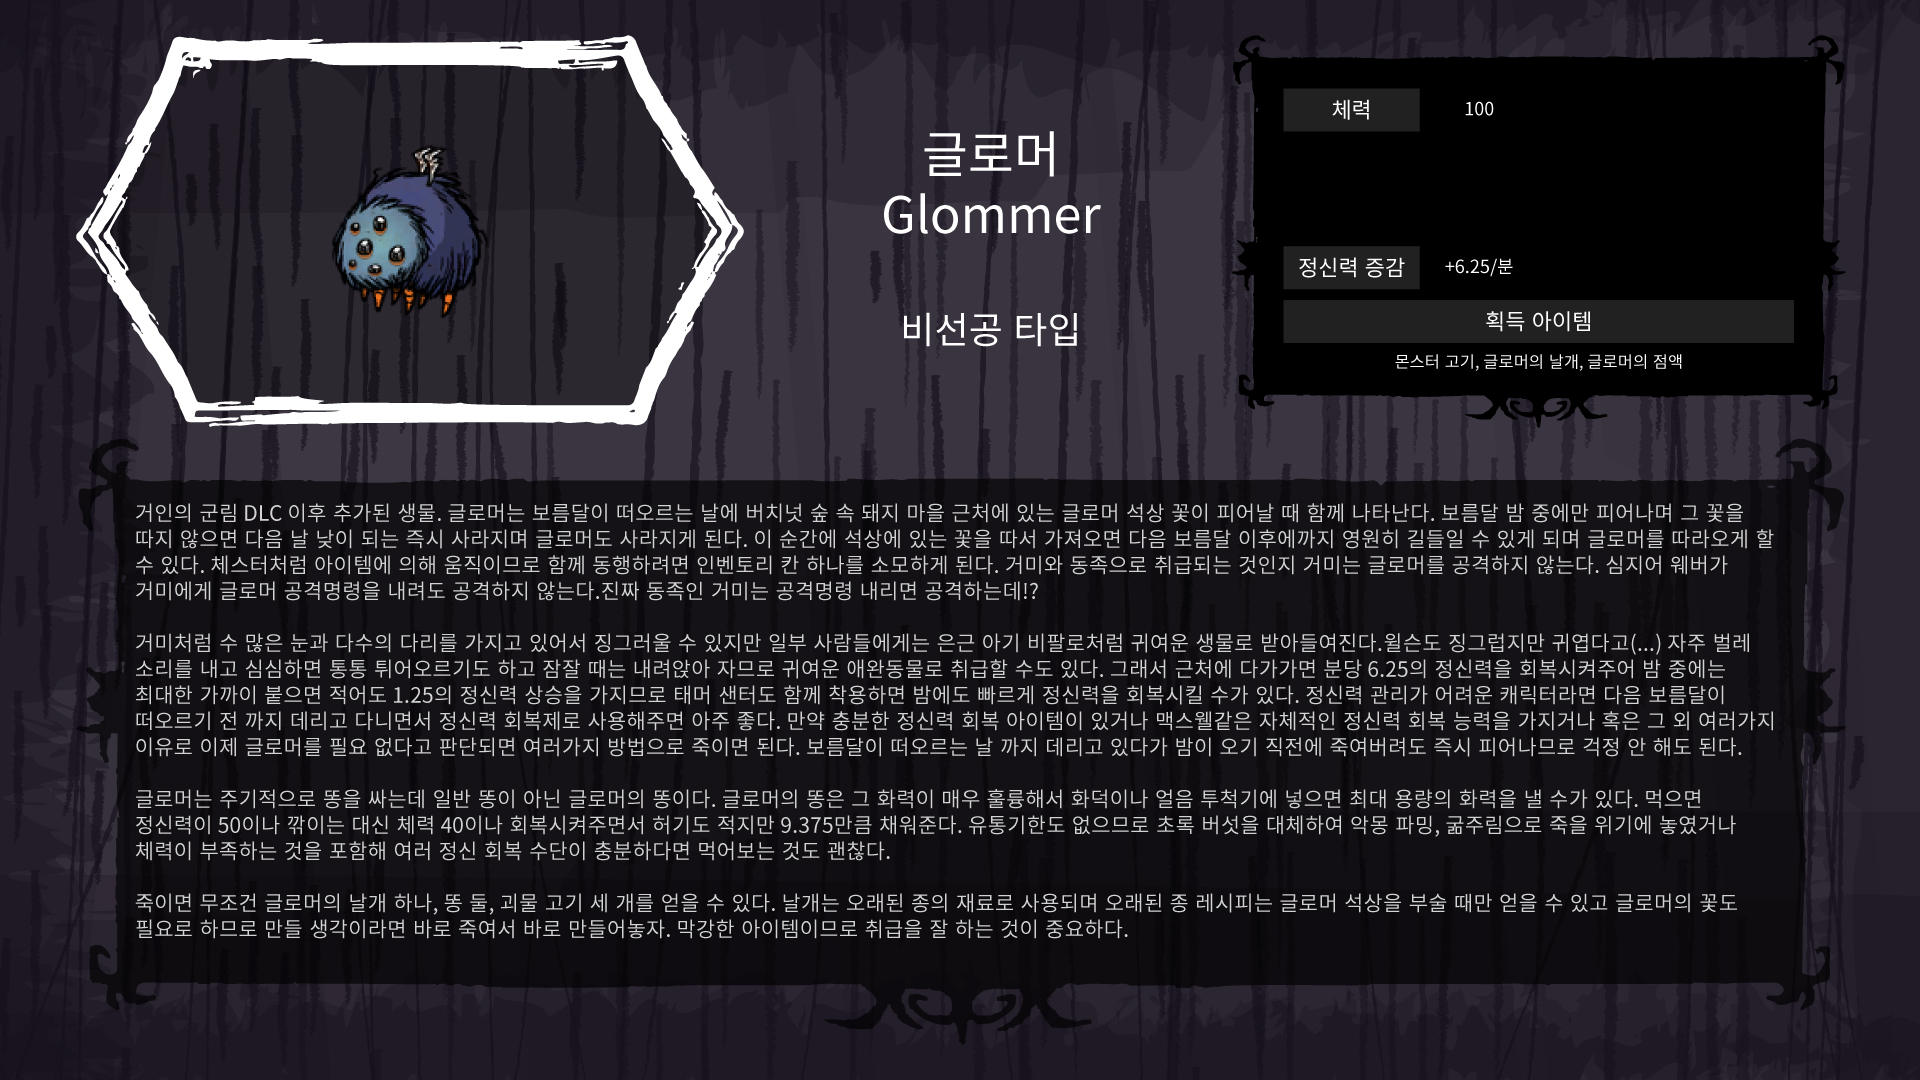 글로머
Glommer
비선공 타입
체력
100
정신력 증감
+6.25/분
획득 아이템
몬스터 고기, 글로머의 날개, 글로머의 점액
거인의 군림 DLC 이후 추가된 생물. 글로머는 보름달이 떠오르는 날에 버치넛 숲 속 돼지 마을 근처에 있는 글로머 석상 꽃이 피어날 때 함께 나타난다. 보름달 밤 중에만 피어나며 그 꽃을
따지 않으면 다음 날 낮이 되는 즉시 사라지며 글로머도 사라지게 된다. 이 순간에 석상에 있는 꽃을 따서 가져오면 다음 보름달 이후에까지 영원히 길들일 수 있게 되며 글로머를 따라오게 할
수 있다. 체스터처럼 아이템에 의해 움직이므로 함께 동행하려면 인벤토리 칸 하나를 소모하게 된다. 거미와 동족으로 취급되는 것인지 거미는 글로머를 공격하지 않는다. 심지어 웨버가
거미에게 글로머 공격명령을 내려도 공격하지 않는다.진짜 동족인 거미는 공격명령 내리면 공격하는데!?
거미처럼 수 많은 눈과 다수의 다리를 가지고 있어서 징그러울 수 있지만 일부 사람들에게는 은근 아기 비팔로처럼 귀여운 생물로 받아들여진다.윌슨도 징그럽지만 귀엽다고(...) 자주 벌레
소리를 내고 심심하면 통통 튀어오르기도 하고 잠잘 때는 내려앉아 자므로 귀여운 애완동물로 취급할 수도 있다. 그래서 근처에 다가가면 분당 6.25의 정신력을 회복시켜주어 밤 중에는
최대한 가까이 붙으면 적어도 1.25의 정신력 상승을 가지므로 태머 샌터도 함께 착용하면 밤에도 빠르게 정신력을 회복시킬 수가 있다. 정신력 관리가 어려운 캐릭터라면 다음 보름달이
떠오르기 전 까지 데리고 다니면서 정신력 회복제로 사용해주면 아주 좋다. 만약 충분한 정신력 회복 아이템이 있거나 맥스웰같은 자체적인 정신력 회복 능력을 가지거나 혹은 그 외 여러가지
이유로 이제 글로머를 필요 없다고 판단되면 여러가지 방법으로 죽이면 된다. 보름달이 떠오르는 날 까지 데리고 있다가 밤이 오기 직전에 죽여버려도 즉시 피어나므로 걱정 안 해도 된다.
글로머는 주기적으로 똥을 싸는데 일반 똥이 아닌 글로머의 똥이다. 글로머의 똥은 그 화력이 매우 훌륭해서 화덕이나 얼음 투척기에 넣으면 최대 용량의 화력을 낼 수가 있다. 먹으면
정신력이 50이나 깎이는 대신 체력 40이나 회복시켜주면서 허기도 적지만 9.375만큼 채워준다. 유통기한도 없으므로 초록 버섯을 대체하여 악몽 파밍, 굶주림으로 죽을 위기에 놓였거나
체력이 부족하는 것을 포함해 여러 정신 회복 수단이 충분하다면 먹어보는 것도 괜찮다.
죽이면 무조건 글로머의 날개 하나, 똥 둘, 괴물 고기 세 개를 얻을 수 있다. 날개는 오래된 종의 재료로 사용되며 오래된 종 레시피는 글로머 석상을 부술 때만 얻을 수 있고 글로머의 꽃도
필요로 하므로 만들 생각이라면 바로 죽여서 바로 만들어놓자. 막강한 아이템이므로 취급을 잘 하는 것이 중요하다.